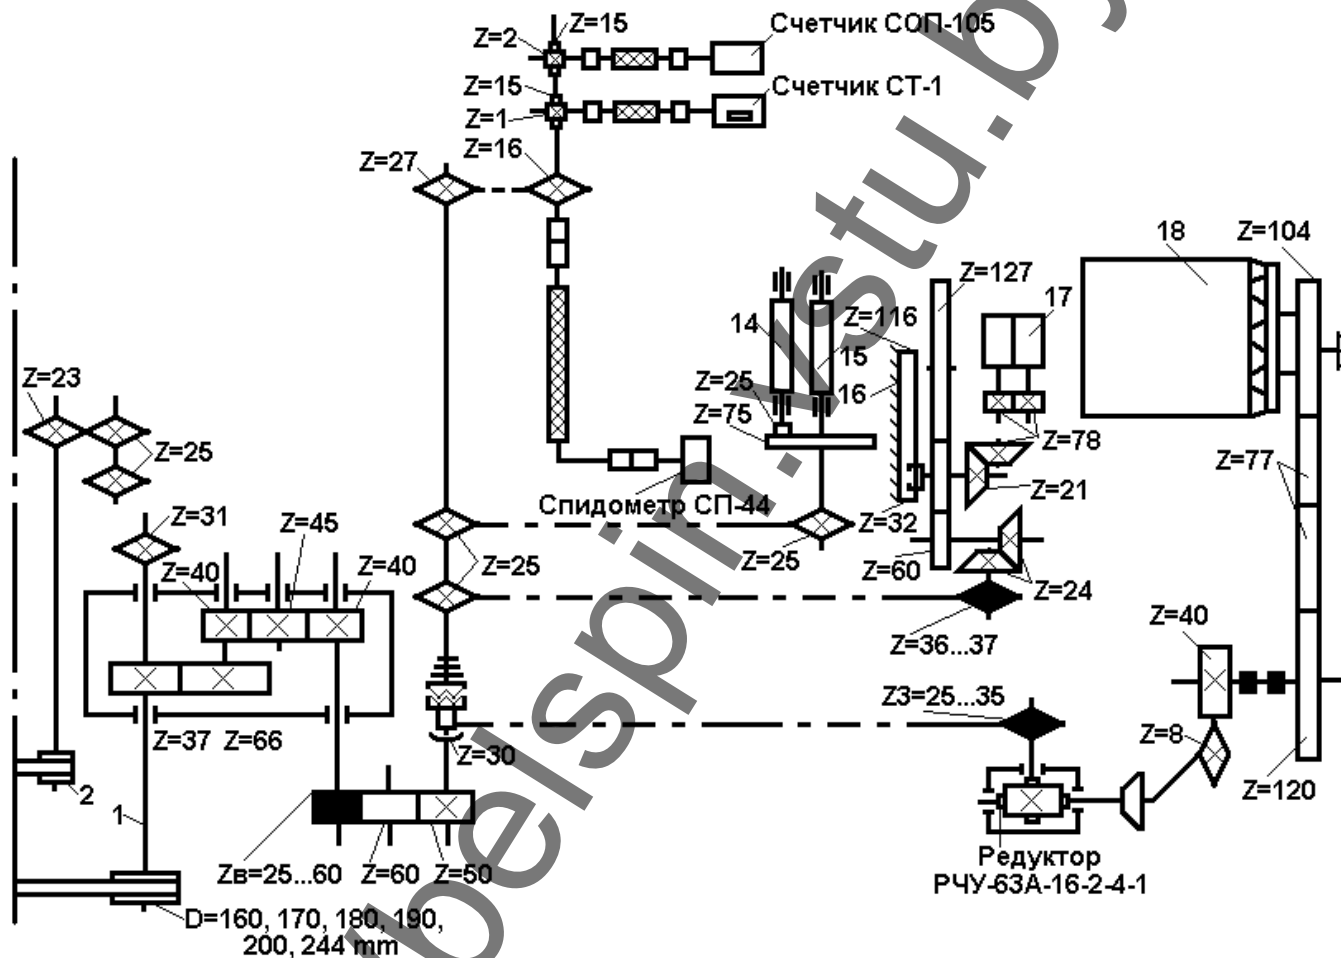 Z=15
Счетчик СОП-105
Z=2
Z=15
Счетчик СТ-1
Z=1
Z=16
Z=27
18
Z=104
Z=127
17
Z=116
14
15
Z=23
Z=25
16
Z=75
Z=78
Z=25
Z=77
Z=21
Спидометр СП-44
Z=31
Z=45
Z=32
Z=40
Z=40
Z=25
Z=25
Z=60
Z=24
Z=40
Z=36...37
Z3=25...35
Z=37
Z=66
Z=30
Z=8
2
1
Z=120
Zв=25...60
Z=60
Z=50
Редуктор
РЧУ-63А-16-2-4-1
D=160, 170, 180, 190,
200, 244 mm
/belspin.vstu.by